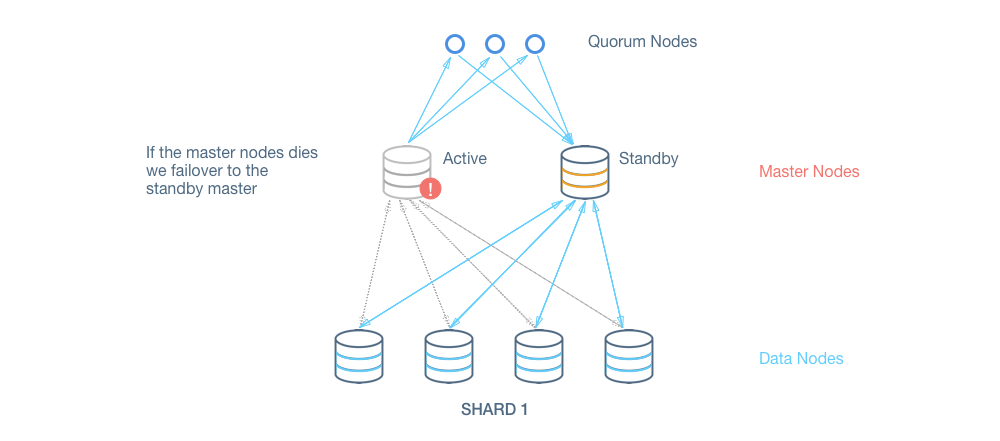 Quorum Nodes
If the master nodes dies
we failover to the
standby master
Active
!
Standby
Master Nodes
Data Nodes
SHARD 1